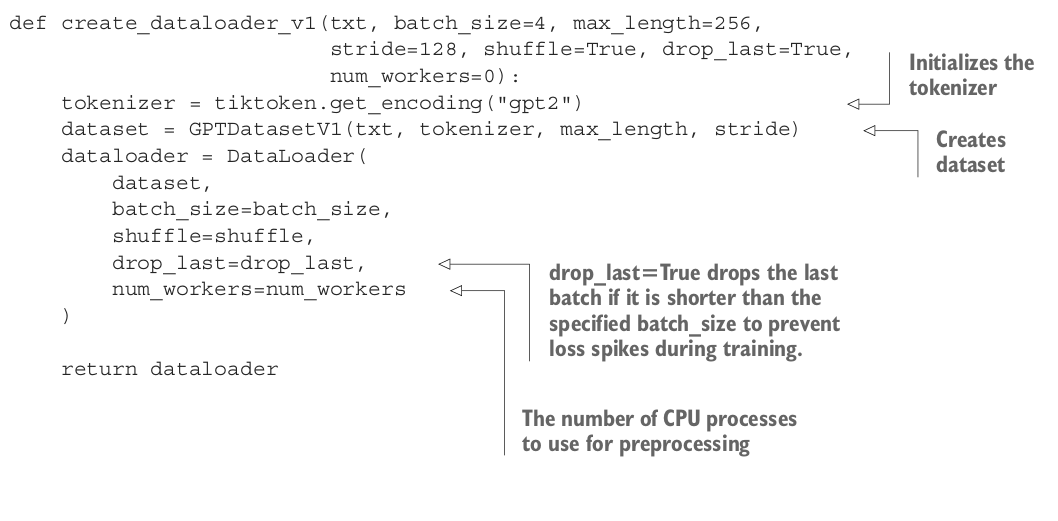 def create_dataloader_v1(txt, batch_size=4, max_length=256,
                         stride=128, shuffle=True, drop_last=True,
                         num_workers=0):
    tokenizer = tiktoken.get_encoding("gpt2")
    dataset = GPTDatasetV1(txt, tokenizer, max_length, stride)
    dataloader = DataLoader(
        dataset,
        batch_size=batch_size,
        shuffle=shuffle,
        drop_last=drop_last,
        num_workers=num_workers
    )
    return dataloader
Initializes the
tokenizer
Creates
dataset
drop_last=True drops the last
batch if it is shorter than the
specified batch_size to prevent
loss spikes during training.
The number of CPU processes
to use for preprocessing